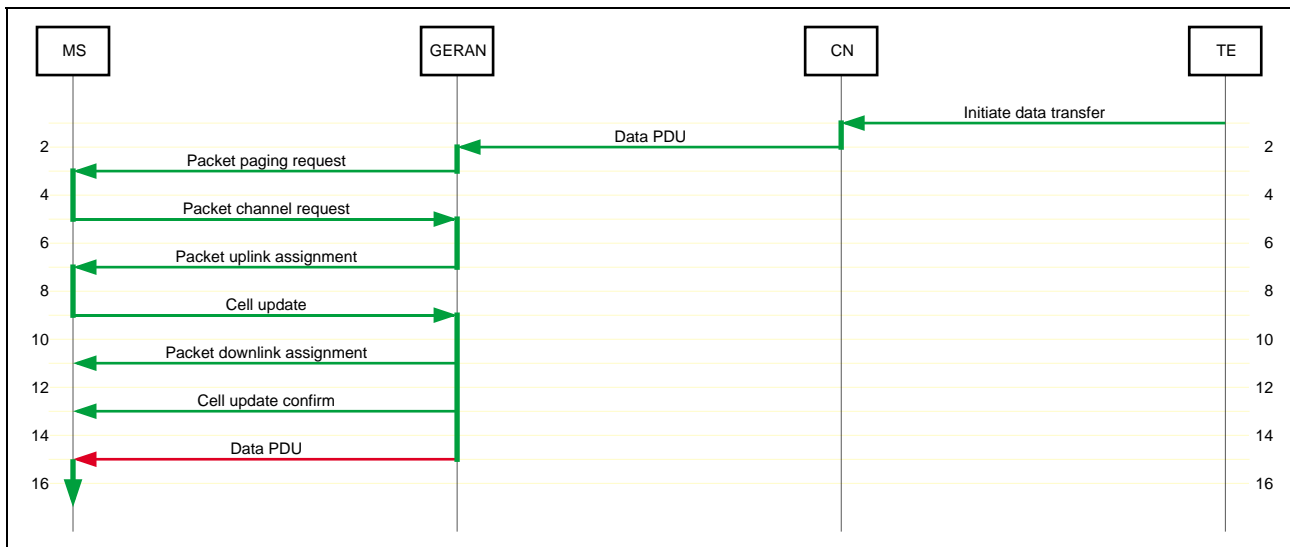 MS GERAN CN TE
Initiate data transfer
2 Data PDU 2
Packet paging request
4 4
Packet channel request
6 6
Packet uplink assignment
8 8
Cell update
10 10
Packet downlink assignment
12 12
Cell update confirm
14 14
Data PDU
16 16